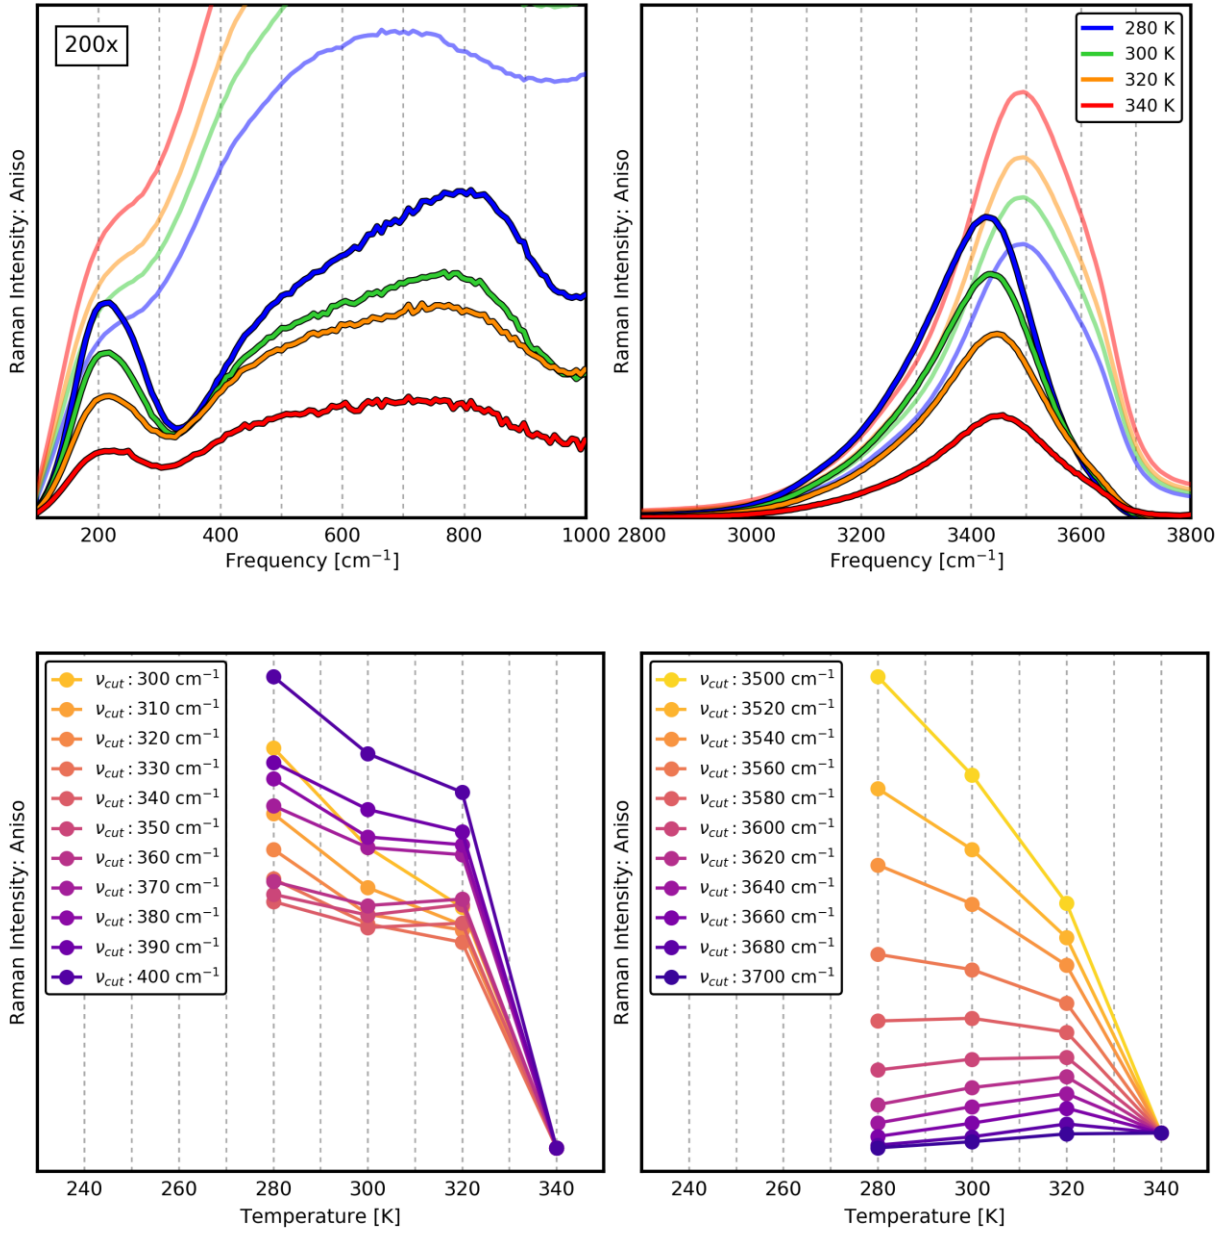 200x
280 K
300 K
320 K
340 K
Raman Intensity: Aniso
200 400 600 800 1000
Frequency [cm⁻¹]
Raman Intensity: Aniso
2800 3000 3200 3400 3600 3800
Frequency [cm⁻¹]
ν_cut : 300 cm⁻¹
ν_cut : 310 cm⁻¹
ν_cut : 320 cm⁻¹
ν_cut : 330 cm⁻¹
ν_cut : 340 cm⁻¹
ν_cut : 350 cm⁻¹
ν_cut : 360 cm⁻¹
ν_cut : 370 cm⁻¹
ν_cut : 380 cm⁻¹
ν_cut : 390 cm⁻¹
ν_cut : 400 cm⁻¹
Raman Intensity: Aniso
240 260 280 300 320 340
Temperature [K]
ν_cut : 3500 cm⁻¹
ν_cut : 3520 cm⁻¹
ν_cut : 3540 cm⁻¹
ν_cut : 3560 cm⁻¹
ν_cut : 3580 cm⁻¹
ν_cut : 3600 cm⁻¹
ν_cut : 3620 cm⁻¹
ν_cut : 3640 cm⁻¹
ν_cut : 3660 cm⁻¹
ν_cut : 3680 cm⁻¹
ν_cut : 3700 cm⁻¹
Raman Intensity: Aniso
240 260 280 300 320 340
Temperature [K]